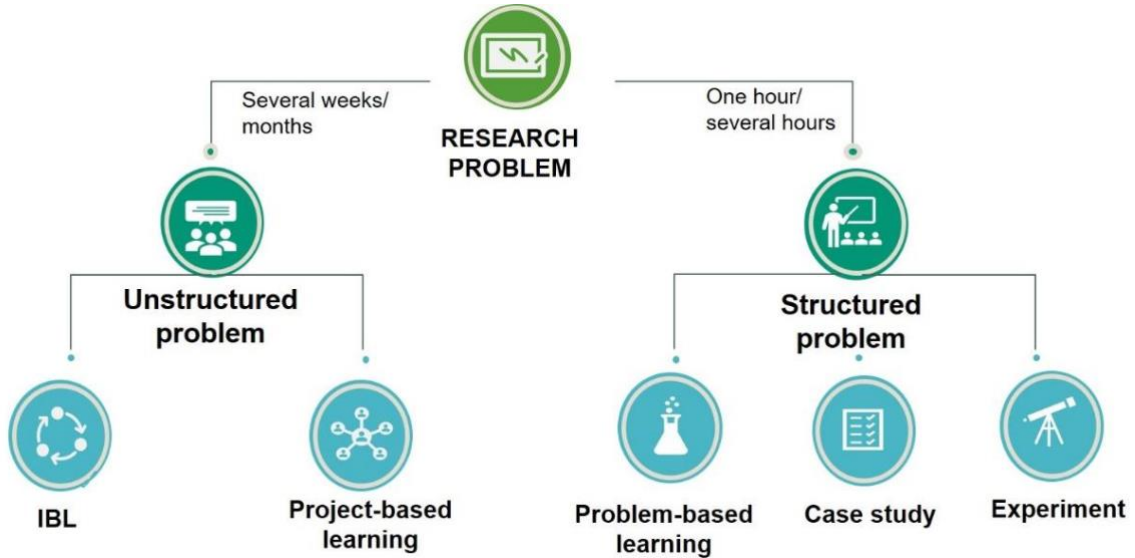 Several weeks/
months
RESEARCH
PROBLEM
One hour/
several hours
Unstructured
problem
Structured
problem
IBL
Project-based
learning
Problem-based
learning
Case study
Experiment